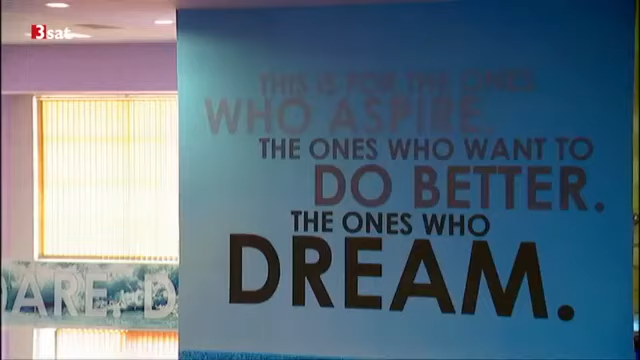 3sat
THIS IS FOR THE ONES
WHO ASPIRE.
THE ONES WHO WANT TO
DO BETTER.
THE ONES WHO
DREAM.
ARE. D